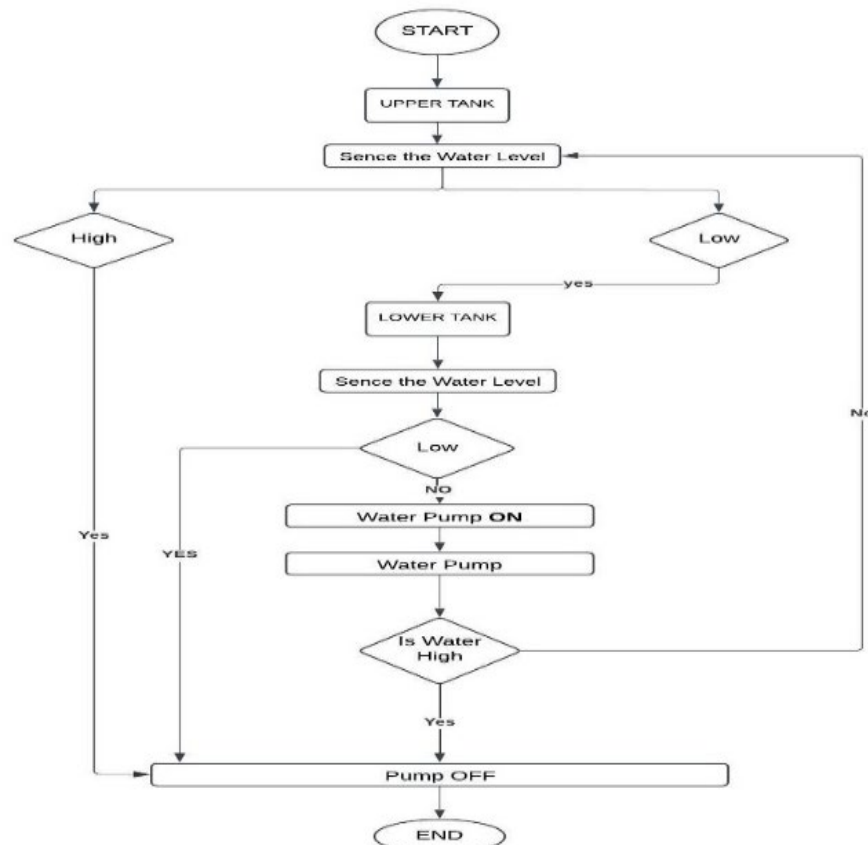 START
UPPER TANK
Sence the Water Level
High
Low
yes
LOWER TANK
Sence the Water Level
Low
No
NO
Water Pump ON
Yes
YES
Water Pump
Is Water
High
Yes
Pump OFF
END